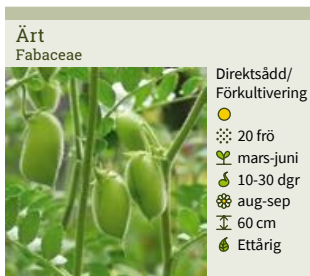 Ärt
Fabaceae
Direktsådd/
Förkultivering
20 frö
mars-juni
10-30 dgr
aug-sep
60 cm
Ettårig